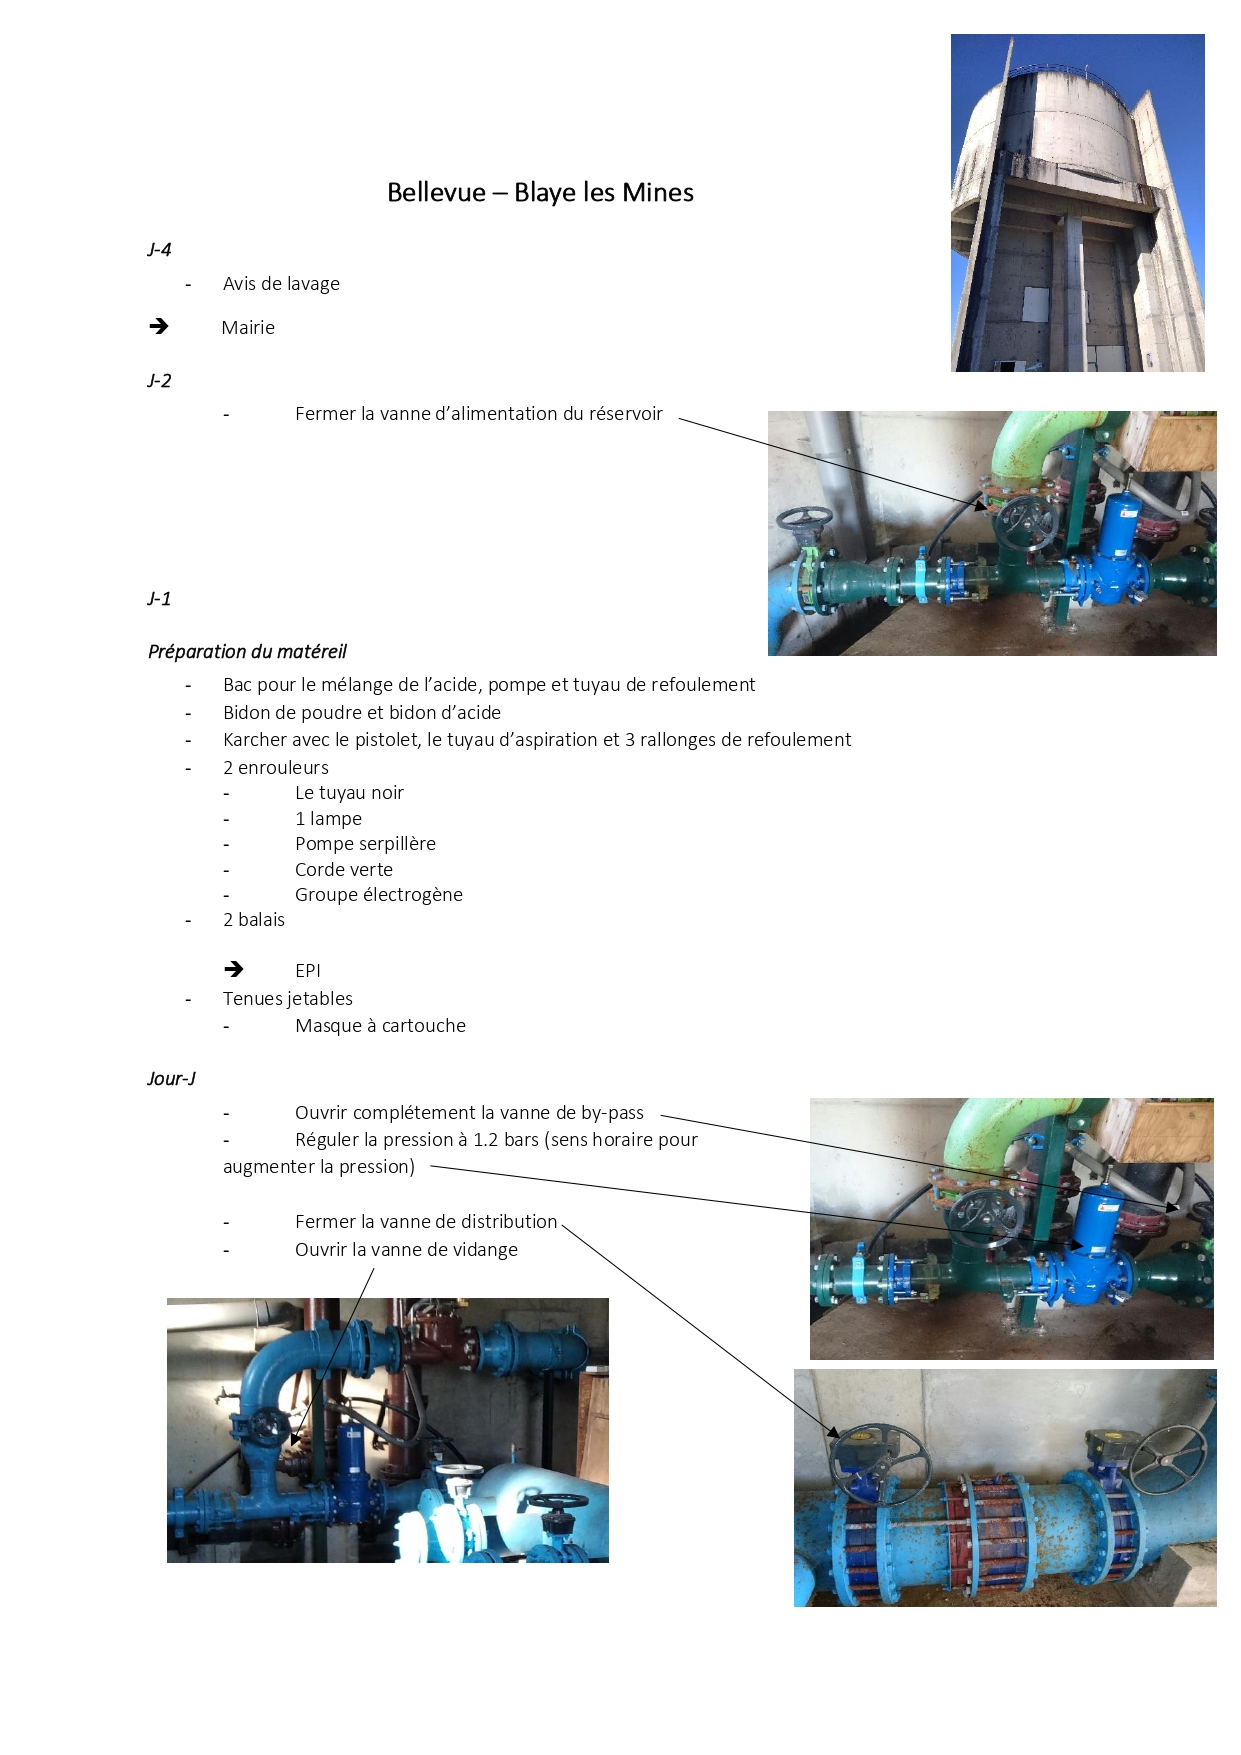 Bellevue – Blaye les Mines
J-4
- Avis de lavage
➔ Mairie
J-2
- Fermer la vanne d’alimentation du réservoir
J-1
Préparation du matéreil
- Bac pour le mélange de l’acide, pompe et tuyau de refoulement
- Bidon de poudre et bidon d’acide
- Karcher avec le pistolet, le tuyau d’aspiration et 3 rallonges de refoulement
- 2 enrouleurs
- Le tuyau noir
- 1 lampe
- Pompe serpillère
- Corde verte
- Groupe électrogène
- 2 balais
➔ EPI
- Tenues jetables
- Masque à cartouche
Jour-J
- Ouvrir complétement la vanne de by-pass
- Réguler la pression à 1.2 bars (sens horaire pour
augmenter la pression)
- Fermer la vanne de distribution
- Ouvrir la vanne de vidange